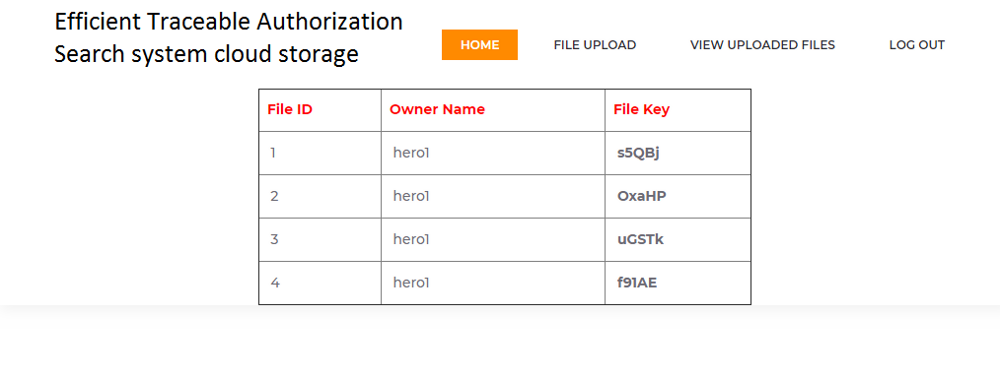 Efficient Traceable Authorization
Search system cloud storage
HOME FILE UPLOAD VIEW UPLOADED FILES LOG OUT
File ID Owner Name File Key
1 hero1 s5QBj
2 hero1 OxaHP
3 hero1 uGSTk
4 hero1 f91AE